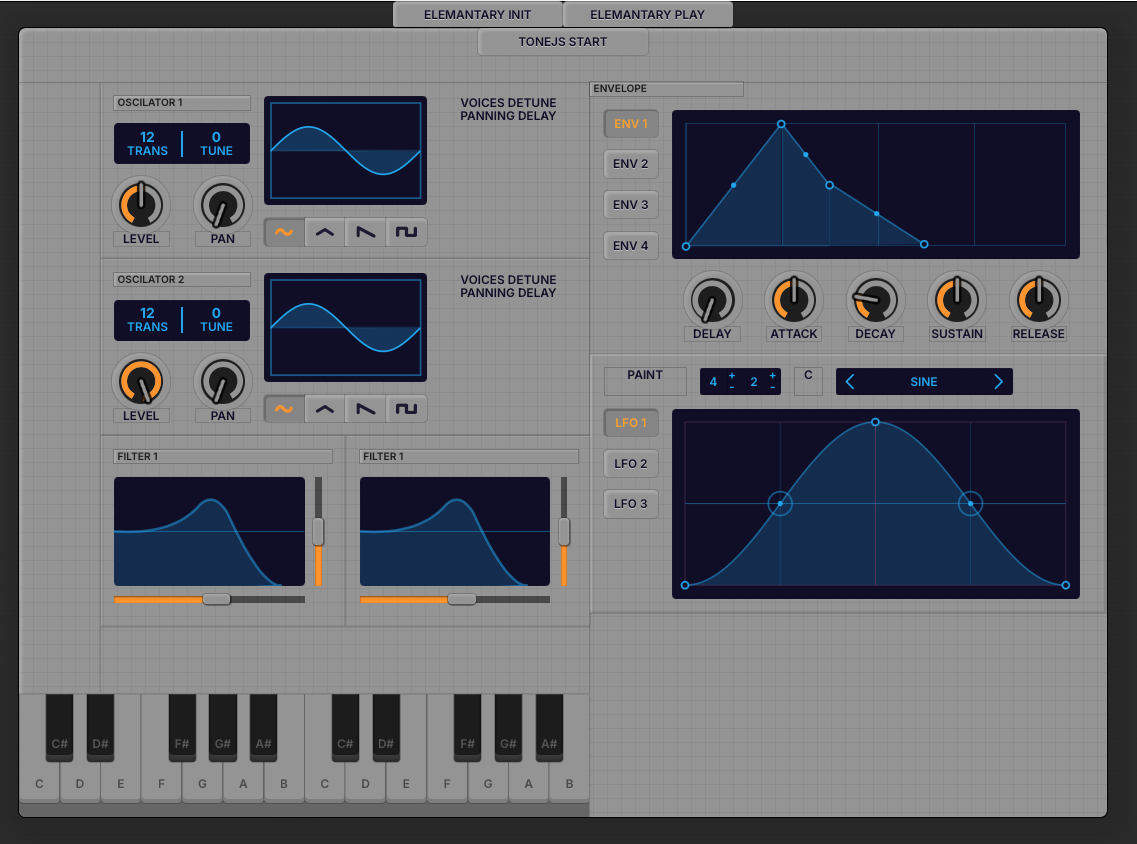 ELEMANTARY INIT
ELEMANTARY PLAY
TONEJS START
OSCILATOR 1
12 0
TRANS TUNE
LEVEL PAN
VOICES DETUNE
PANNING DELAY
OSCILATOR 2
12 0
TRANS TUNE
LEVEL PAN
VOICES DETUNE
PANNING DELAY
FILTER 1
FILTER 1
ENVELOPE
ENV 1
ENV 2
ENV 3
ENV 4
DELAY ATTACK DECAY SUSTAIN RELEASE
PAINT
4 + - 2 + -
C
SINE
LFO 1
LFO 2
LFO 3
C# D# F# G# A# C# D# F# G# A#
C D E F G A B C D E F G A B